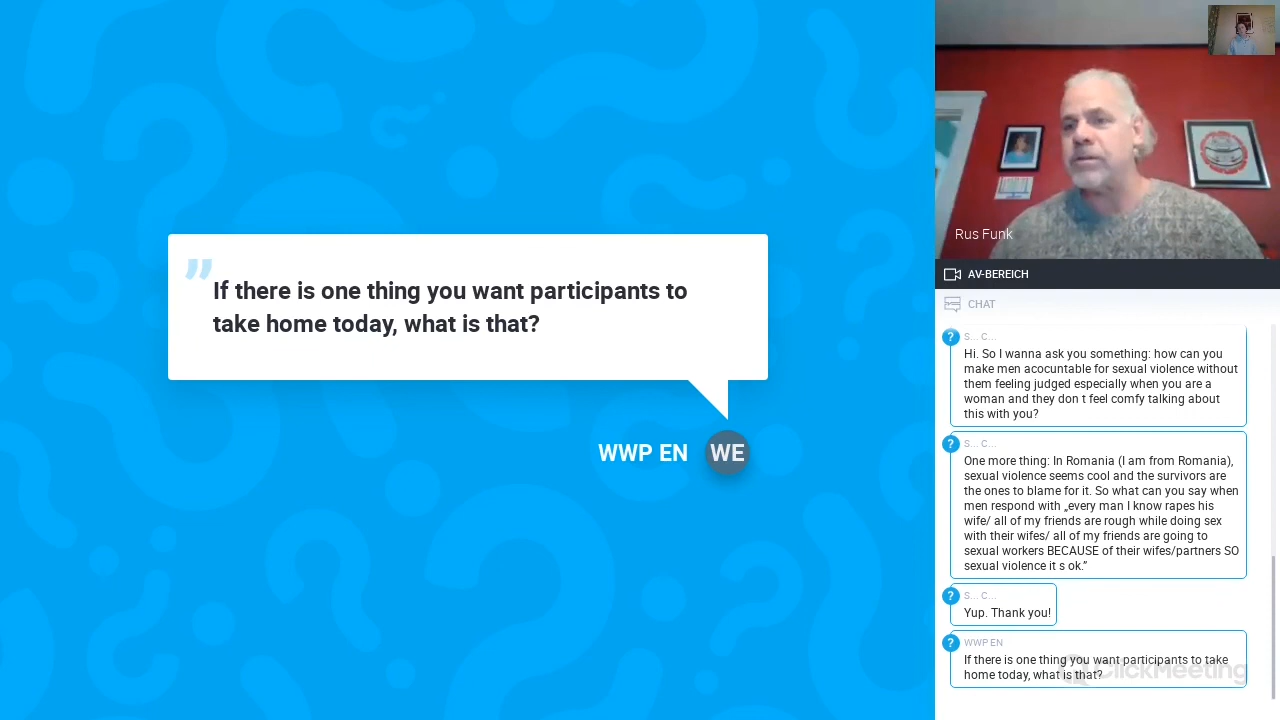 If there is one thing you want participants to
take home today, what is that?
WWP EN
WE
Rus Funk
AV-BEREICH
CHAT
? S... C...
Hi. So I wanna ask you something: how can you
make men acocuntable for sexual violence without
them feeling judged especially when you are a
woman and they don t feel comfy talking about
this with you?
? S... C...
One more thing: In Romania (I am from Romania),
sexual violence seems cool and the survivors are
the ones to blame for it. So what can you say when
men respond with „every man I know rapes his
wife/ all of my friends are rough while doing sex
with their wifes/ all of my friends are going to
sexual workers BECAUSE of their wifes/partners SO
sexual violence it s ok.”
? S... C...
Yup. Thank you!
? WWP EN
If there is one thing you want participants to take
home today, what is that?
ClickMeeting